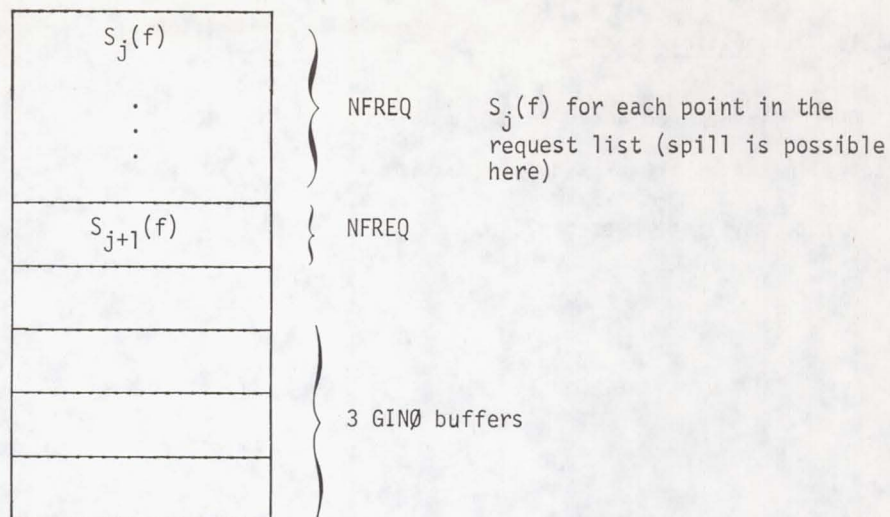 S_j(f)
.
.
.
NFREQ
S_j(f) for each point in the
request list (spill is possible
here)
S_{j+1}(f)
NFREQ
3 GINØ buffers